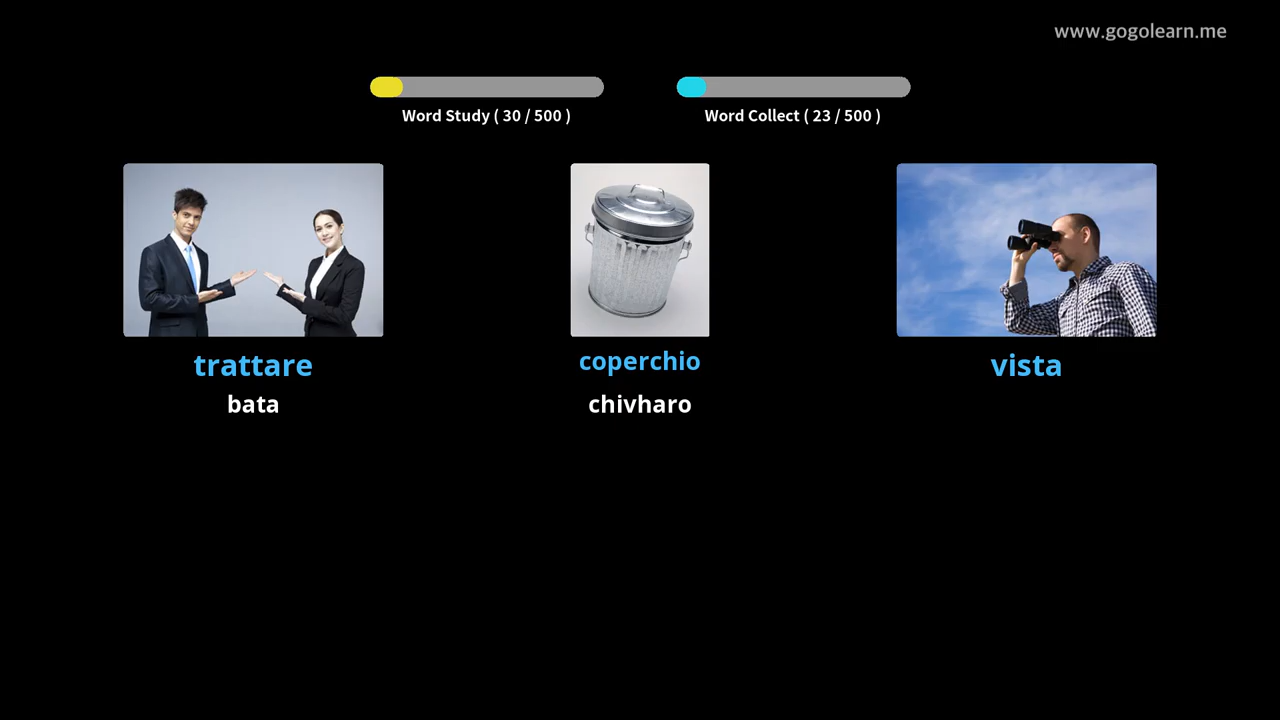 www.gogolearn.me
Word Study ( 30 / 500 )
Word Collect ( 23 / 500 )
trattare
coperchio
vista
bata
chivharo